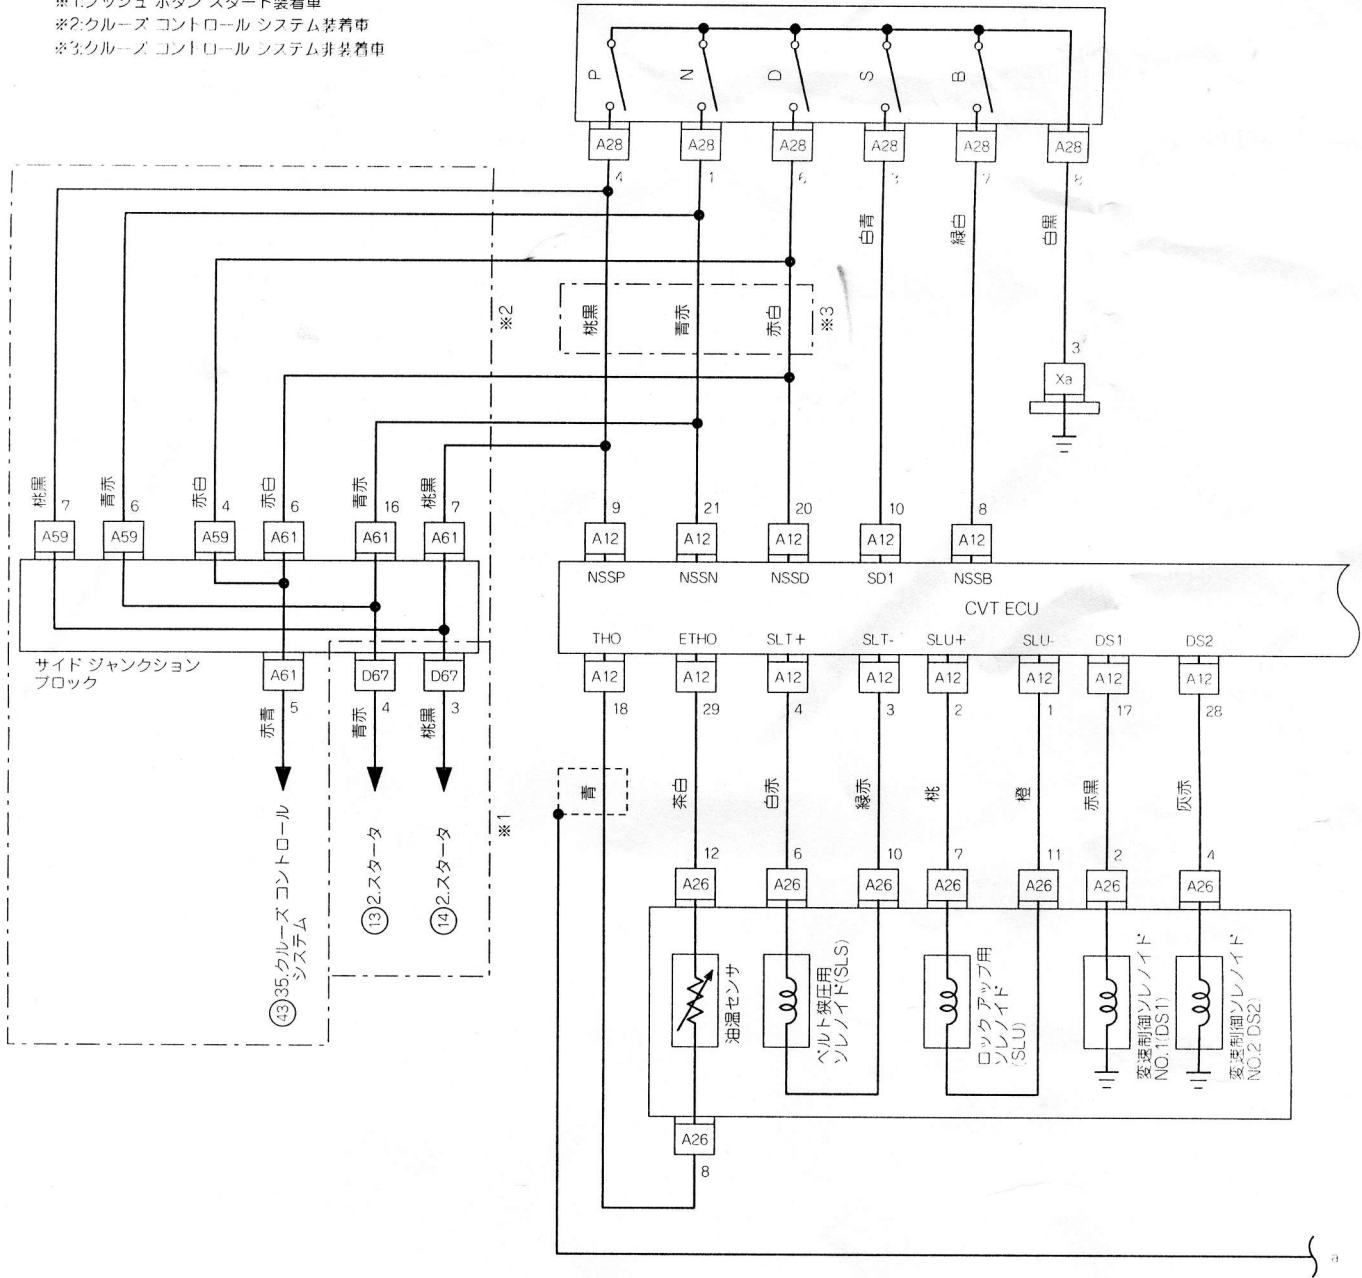 ※1:プッシュ ボタン スタート装着車
※2:クルーズ コントロール システム装着車
※3:クルーズ コントロール システム非装着車
P N D S B
A28 A28 A28 A28 A28 A28
4 1 6 3 7 8
白青 緑白 白黒
※2
桃黒 青赤 赤白 ※3
3
Xa
桃黒 7 青赤 6 赤白 4 赤白 6 青赤 16 桃黒 7
9 21 20 10 8
A59 A59 A59 A61 A61 A61
A12 A12 A12 A12 A12
NSSP NSSN NSSD SD1 NSSB
CVT ECU
THO ETHO SLT+ SLT- SLU+ SLU- DS1 DS2
サイド ジャンクション
ブロック
A61 D67 D67
A12 A12 A12 A12 A12 A12 A12 A12
赤青 5 青赤 4 桃黒 3
18 29 4 3 2 1 17 28
青 茶白 白赤 緑赤 桃 橙 赤黒 灰赤
※1
43 35.クルーズ コントロール
システム
13 2.スタータ
14 2.スタータ
12 6 10 7 11 2 4
A26 A26 A26 A26 A26 A26 A26
油温センサ
ベルト狭圧用
ソレノイド(SLS)
ロック アップ用
ソレノイド
(SLU)
変速制御ソレノイド
NO.1(DS1)
変速制御ソレノイド
NO.2 DS2)
A26
8
a